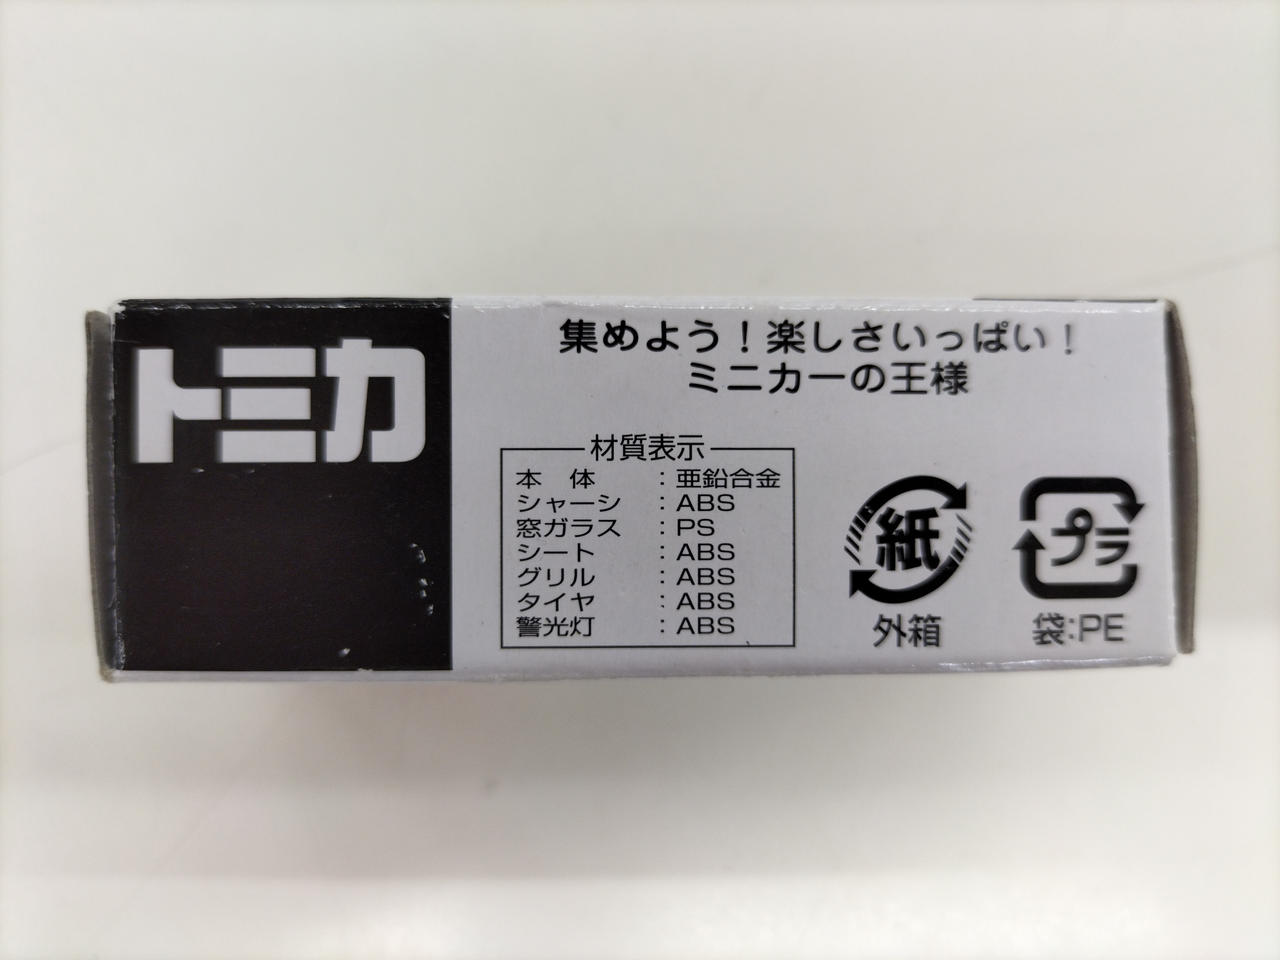 トミカ
集めよう！楽しさいっぱい！
ミニカーの王様
材質表示
本体：亜鉛合金
シャーシ：ABS
窓ガラス：PS
シート：ABS
グリル：ABS
タイヤ：ABS
警光灯：ABS
紙
外箱
プラ
袋：PE